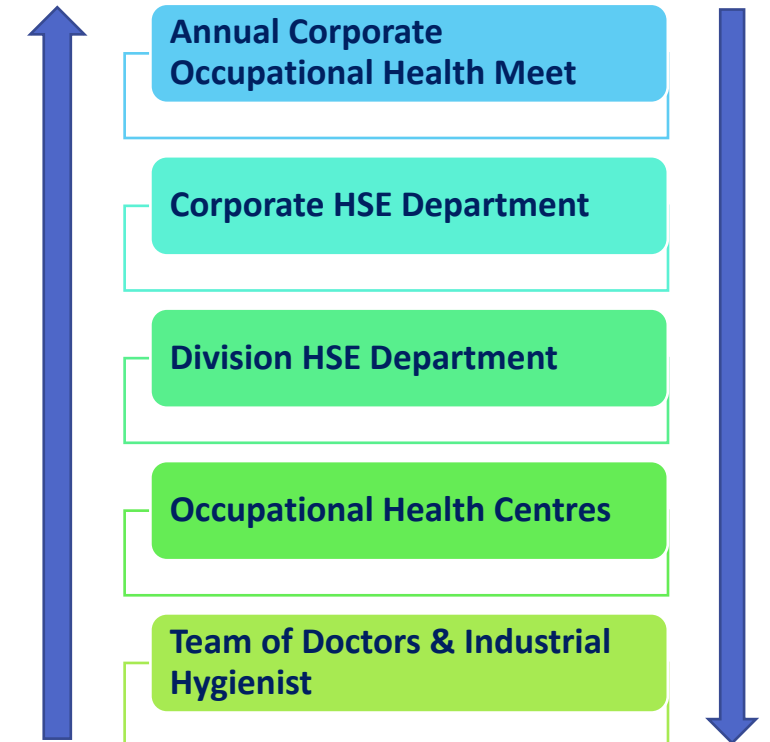 Annual Corporate
Occupational Health Meet
Corporate HSE Department
Division HSE Department
Occupational Health Centres
Team of Doctors & Industrial
Hygienist